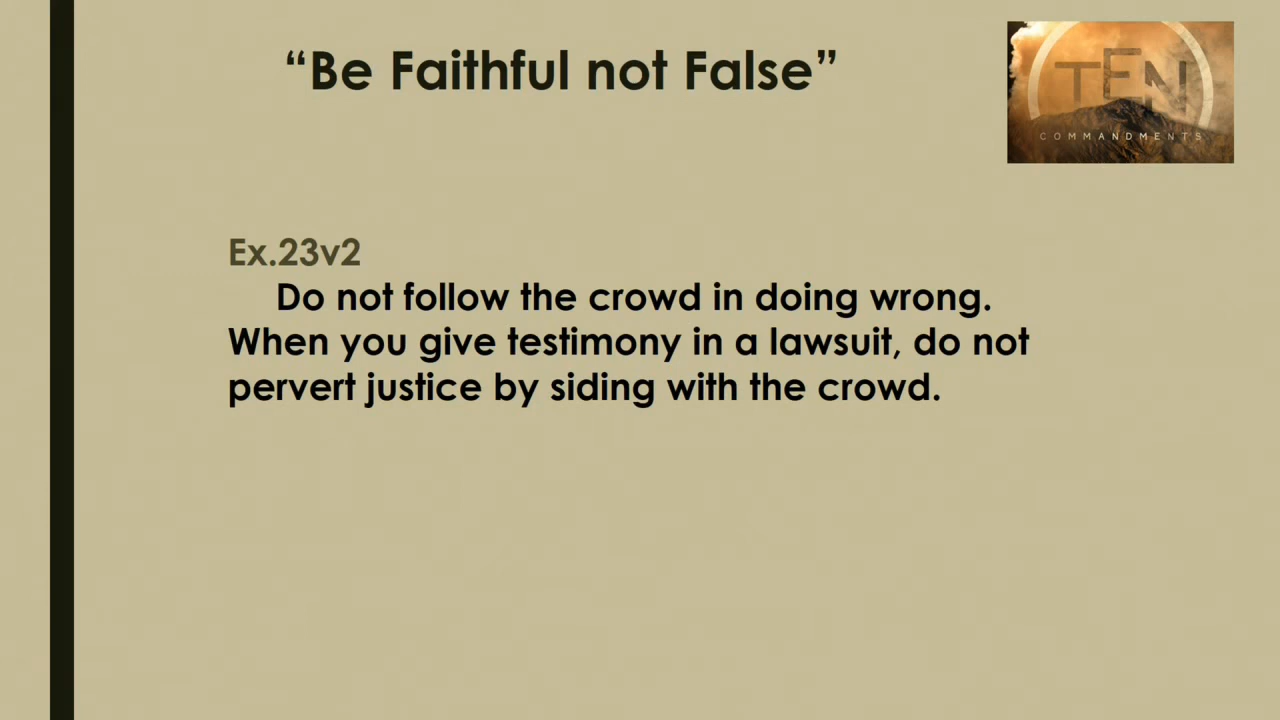 “Be Faithful not False”
TEN
COMMANDMENTS
Ex.23v2
Do not follow the crowd in doing wrong.
When you give testimony in a lawsuit, do not
pervert justice by siding with the crowd.